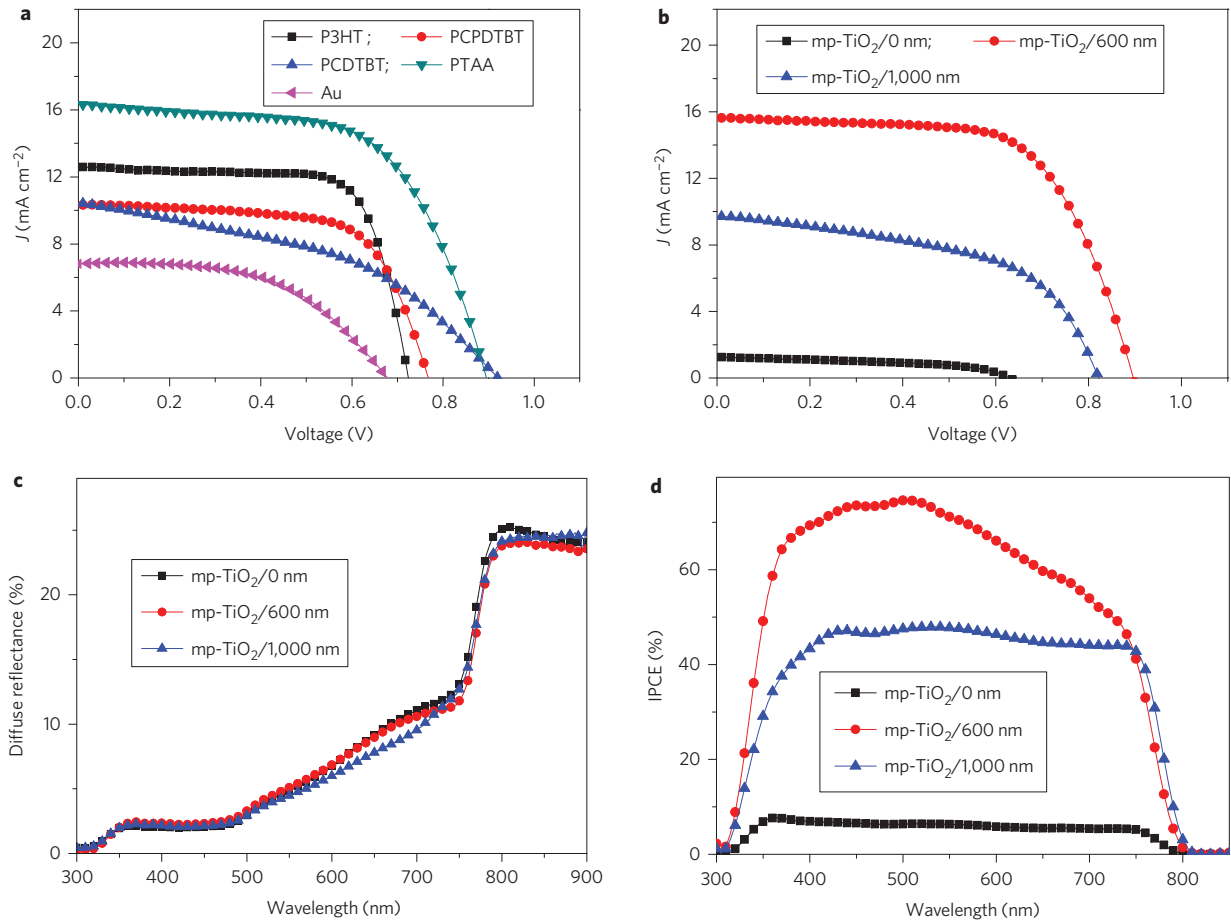 a
20
16
12
8
4
0
J (mA cm⁻²)
P3HT ; PCPDTBT
PCDTBT; PTAA
Au
0.0 0.2 0.4 0.6 0.8 1.0
Voltage (V)
b
20
16
12
8
4
0
J (mA cm⁻²)
mp-TiO₂/0 nm; mp-TiO₂/600 nm
mp-TiO₂/1,000 nm
0.0 0.2 0.4 0.6 0.8 1.0
Voltage (V)
c
20
10
0
Diffuse reflectance (%)
mp-TiO₂/0 nm
mp-TiO₂/600 nm
mp-TiO₂/1,000 nm
300 400 500 600 700 800 900
Wavelength (nm)
d
60
40
20
0
IPCE (%)
mp-TiO₂/0 nm
mp-TiO₂/600 nm
mp-TiO₂/1,000 nm
300 400 500 600 700 800
Wavelength (nm)